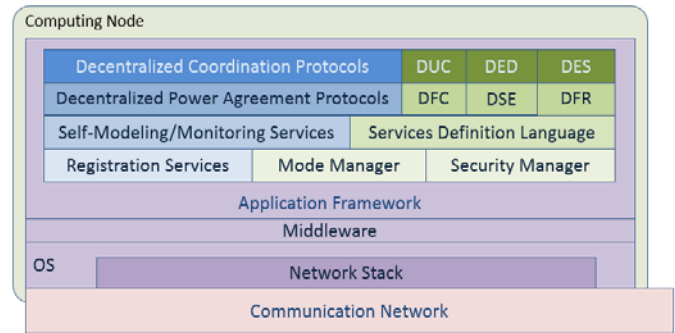 Computing Node
Decentralized Coordination Protocols DUC DED DES
Decentralized Power Agreement Protocols DFC DSE DFR
Self-Modeling/Monitoring Services Services Definition Language
Registration Services Mode Manager Security Manager
Application Framework
Middleware
OS
Network Stack
Communication Network